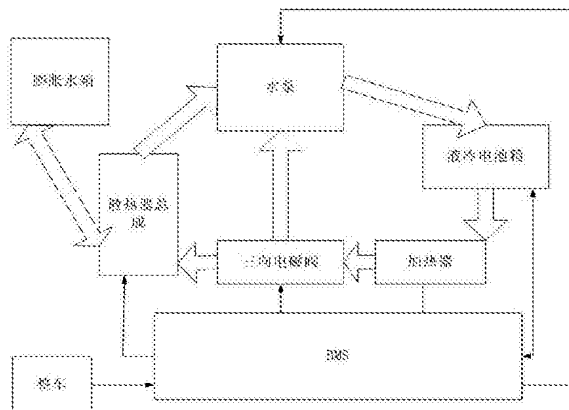 膨胀水箱
水泵
液冷电池箱
散热器总
成
三向电磁阀
加热器
BMS
整车